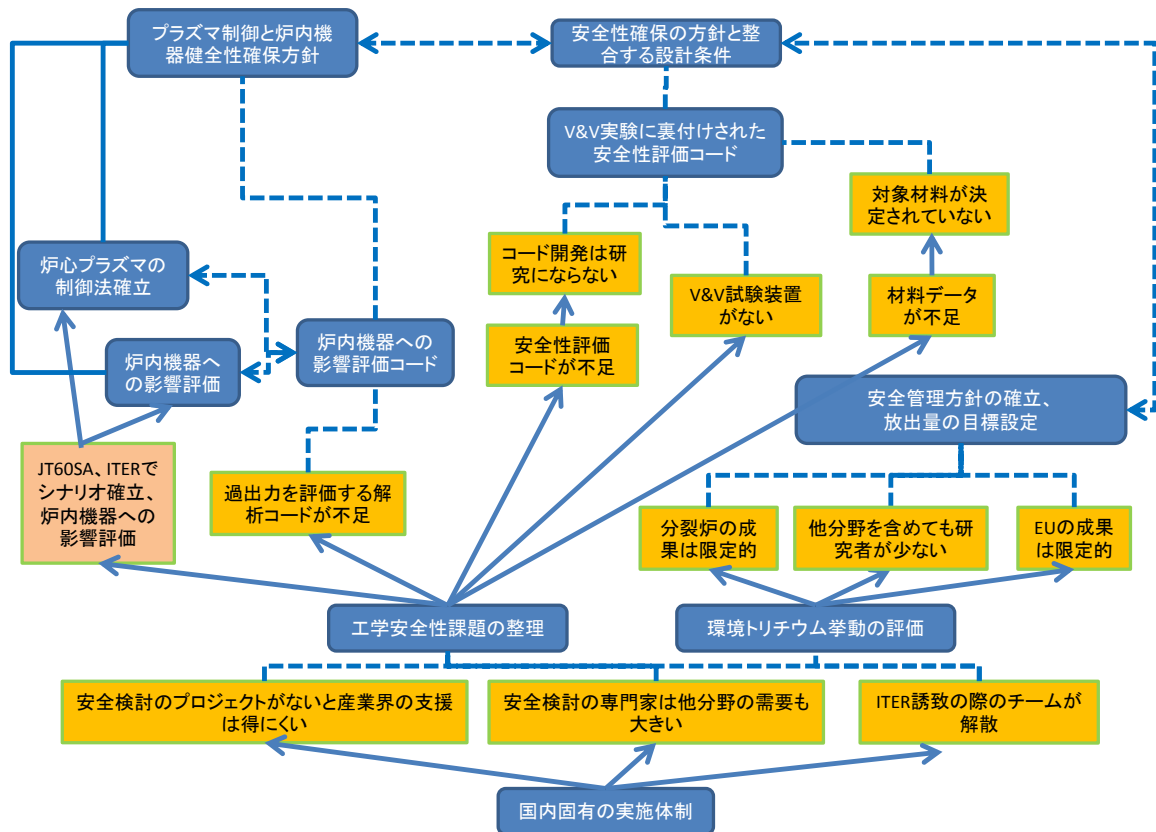 プラズマ制御と炉内機
器健全性確保方針
安全性確保の方針と整
合する設計条件
V&V実験に裏付けされた
安全性評価コード
対象材料が決
定されていない
コード開発は研
究にならない
炉心プラズマの
制御法確立
V&V試験装置
がない
材料データ
が不足
炉内機器への
影響評価コード
安全性評価
コードが不足
炉内機器へ
の影響評価
安全管理方針の確立、
放出量の目標設定
JT60SA、ITERで
シナリオ確立、
炉内機器への
影響評価
過出力を評価する解
析コードが不足
分裂炉の成
果は限定的
他分野を含めても研
究者が少ない
EUの成果
は限定的
工学安全性課題の整理
環境トリチウム挙動の評価
安全検討のプロジェクトがないと産業界の支援
は得にくい
安全検討の専門家は他分野の需要も
大きい
ITER誘致の際のチームが
解散
国内固有の実施体制